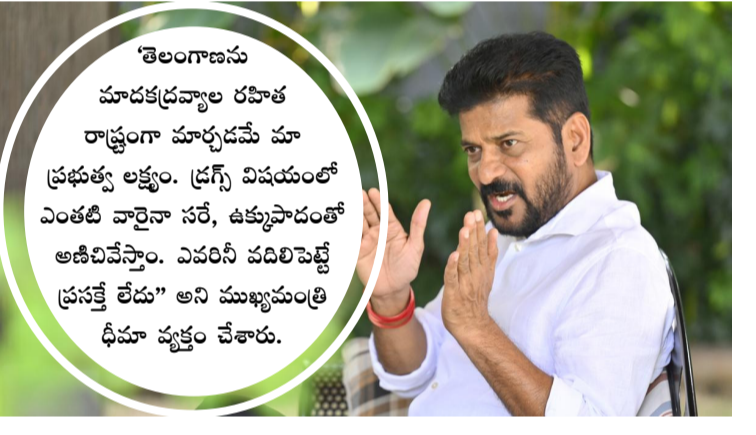 ‘తెలంగాణను
మాదకద్రవ్యాల రహిత
రాష్ట్రంగా మార్చడమే మా
ప్రభుత్వ లక్ష్యం. డ్రగ్స్ విషయంలో
ఎంతటి వారైనా సరే, ఉక్కుపాదంతో
అణిచివేస్తాం. ఎవరినీ వదిలిపెట్టే
ప్రసక్తే లేదు” అని ముఖ్యమంత్రి
ధీమా వ్యక్తం చేశారు.